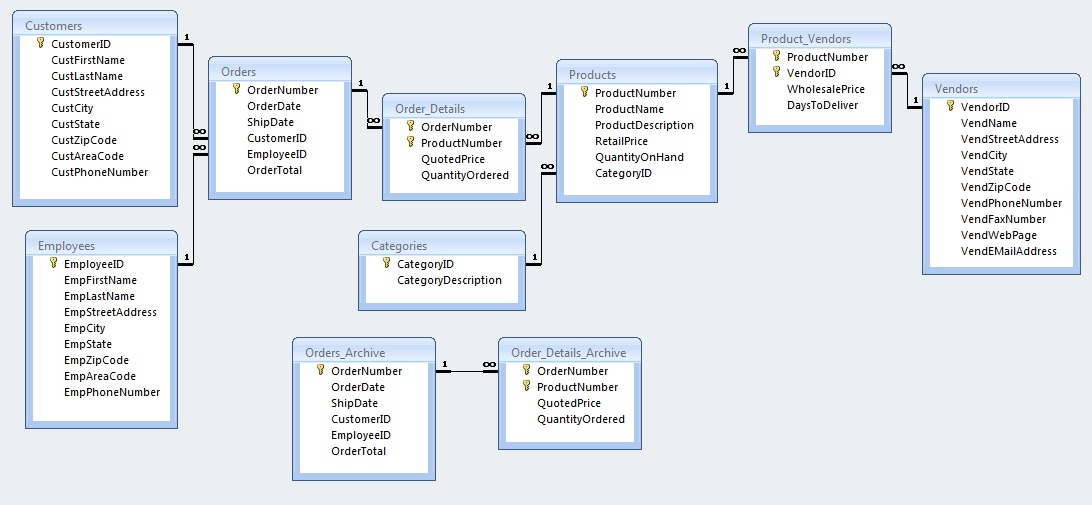 Customers
CustomerID
CustFirstName
CustLastName
CustStreetAddress
CustCity
CustState
CustZipCode
CustAreaCode
CustPhoneNumber
1
∞
∞
Orders
OrderNumber
OrderDate
ShipDate
CustomerID
EmployeeID
OrderTotal
1
∞
Order_Details
OrderNumber
ProductNumber
QuotedPrice
QuantityOrdered
∞
1
∞
Products
ProductNumber
ProductName
ProductDescription
RetailPrice
QuantityOnHand
CategoryID
1
∞
Product_Vendors
ProductNumber
VendorID
WholesalePrice
DaysToDeliver
∞
1
Vendors
VendorID
VendName
VendStreetAddress
VendCity
VendState
VendZipCode
VendPhoneNumber
VendFaxNumber
VendWebPage
VendEMailAddress
Employees
EmployeeID
EmpFirstName
EmpLastName
EmpStreetAddress
EmpCity
EmpState
EmpZipCode
EmpAreaCode
EmpPhoneNumber
1
Categories
CategoryID
CategoryDescription
1
Orders_Archive
OrderNumber
OrderDate
ShipDate
CustomerID
EmployeeID
OrderTotal
1
∞
Order_Details_Archive
OrderNumber
ProductNumber
QuotedPrice
QuantityOrdered